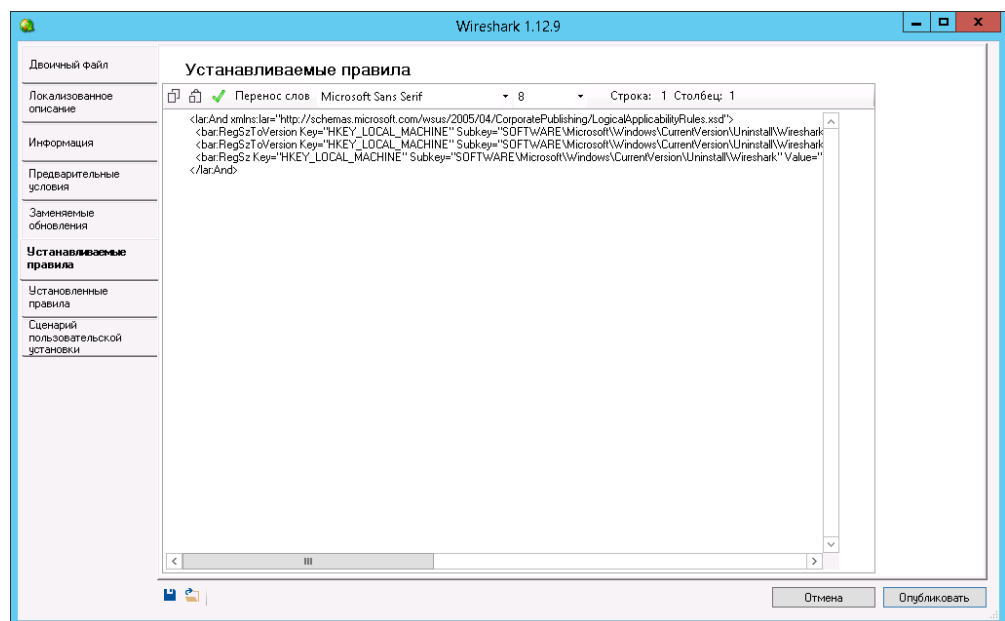 Wireshark 1.12.9
Двоичный файл
Локализованное
описание
Информация
Предварительные
условия
Заменяемые
обновления
Устанавливаемые
правила
Установленные
правила
Сценарий
пользовательской
установки
Устанавливаемые правила
Перенос слов Microsoft Sans Serif 8 Строка: 1 Столбец: 1
<lar:And xmlns:lar="http://schemas.microsoft.com/wsus/2005/04/CorporatePublishing/LogicalApplicabilityRules.xsd">
<bar:RegSzToVersion Key="HKEY_LOCAL_MACHINE" Subkey="SOFTWARE\Microsoft\Windows\CurrentVersion\Uninstall\Wireshark
<bar:RegSzToVersion Key="HKEY_LOCAL_MACHINE" Subkey="SOFTWARE\Microsoft\Windows\CurrentVersion\Uninstall\Wireshark
<bar:RegSz Key="HKEY_LOCAL_MACHINE" Subkey="SOFTWARE\Microsoft\Windows\CurrentVersion\Uninstall\Wireshark" Value="
</lar:And>
Отмена
Опубликовать